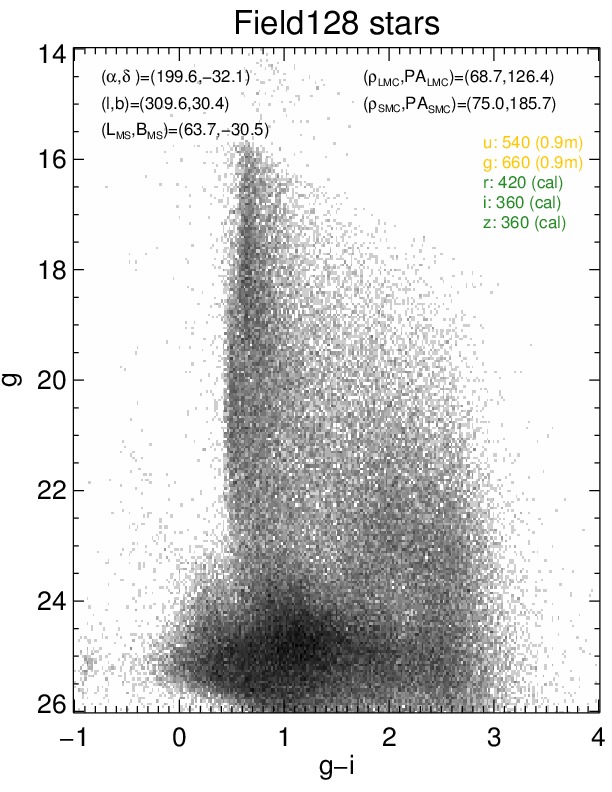 Field128 stars
(α,δ)=(199.6,−32.1)
(ρLMC,PALMC)=(68.7,126.4)
(l,b)=(309.6,30.4)
(ρSMC,PASMC)=(75.0,185.7)
(LMS,BMS)=(63.7,−30.5)
u: 540 (0.9m)
g: 660 (0.9m)
r: 420 (cal)
i: 360 (cal)
z: 360 (cal)
14
16
18
20
22
24
26
g
−1 0 1 2 3 4
g−i